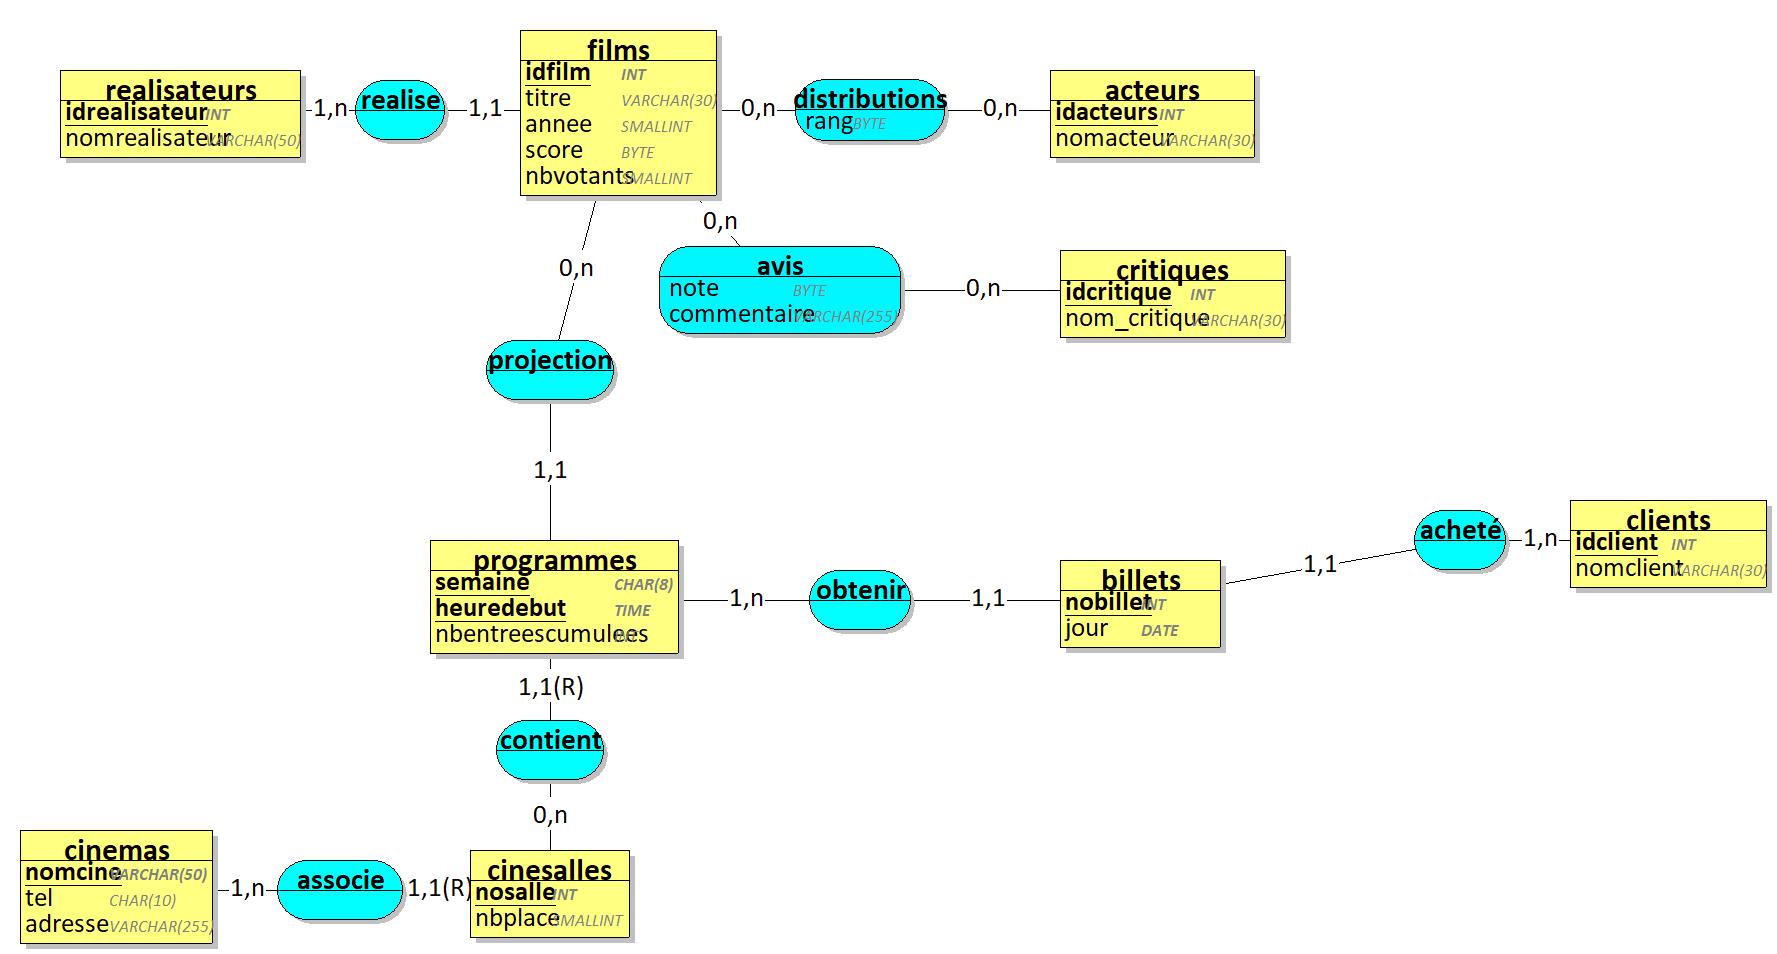 films
idfilm INT
titre VARCHAR(30)
annee SMALLINT
score BYTE
nbvotants SMALLINT
realisateurs
idrealisateur INT
nomrealisateur VARCHAR(50)
1,n
realise
1,1
0,n
distributions
rang BYTE
0,n
acteurs
idacteurs INT
nomacteur VARCHAR(30)
0,n
avis
note BYTE
commentaire VARCHAR(255)
0,n
critiques
idcritique INT
nom_critique VARCHAR(30)
0,n
projection
1,1
programmes
semaine CHAR(8)
heuredebut TIME
nbentreescumulees INT
1,n
obtenir
1,1
billets
nobillet INT
jour DATE
1,1
acheté
1,n
clients
idclient INT
nomclient VARCHAR(30)
1,1(R)
contient
0,n
cinemas
nomcine VARCHAR(50)
tel CHAR(10)
adresse VARCHAR(255)
1,n
associe
1,1(R)
cinesalles
nosalle INT
nbplace SMALLINT